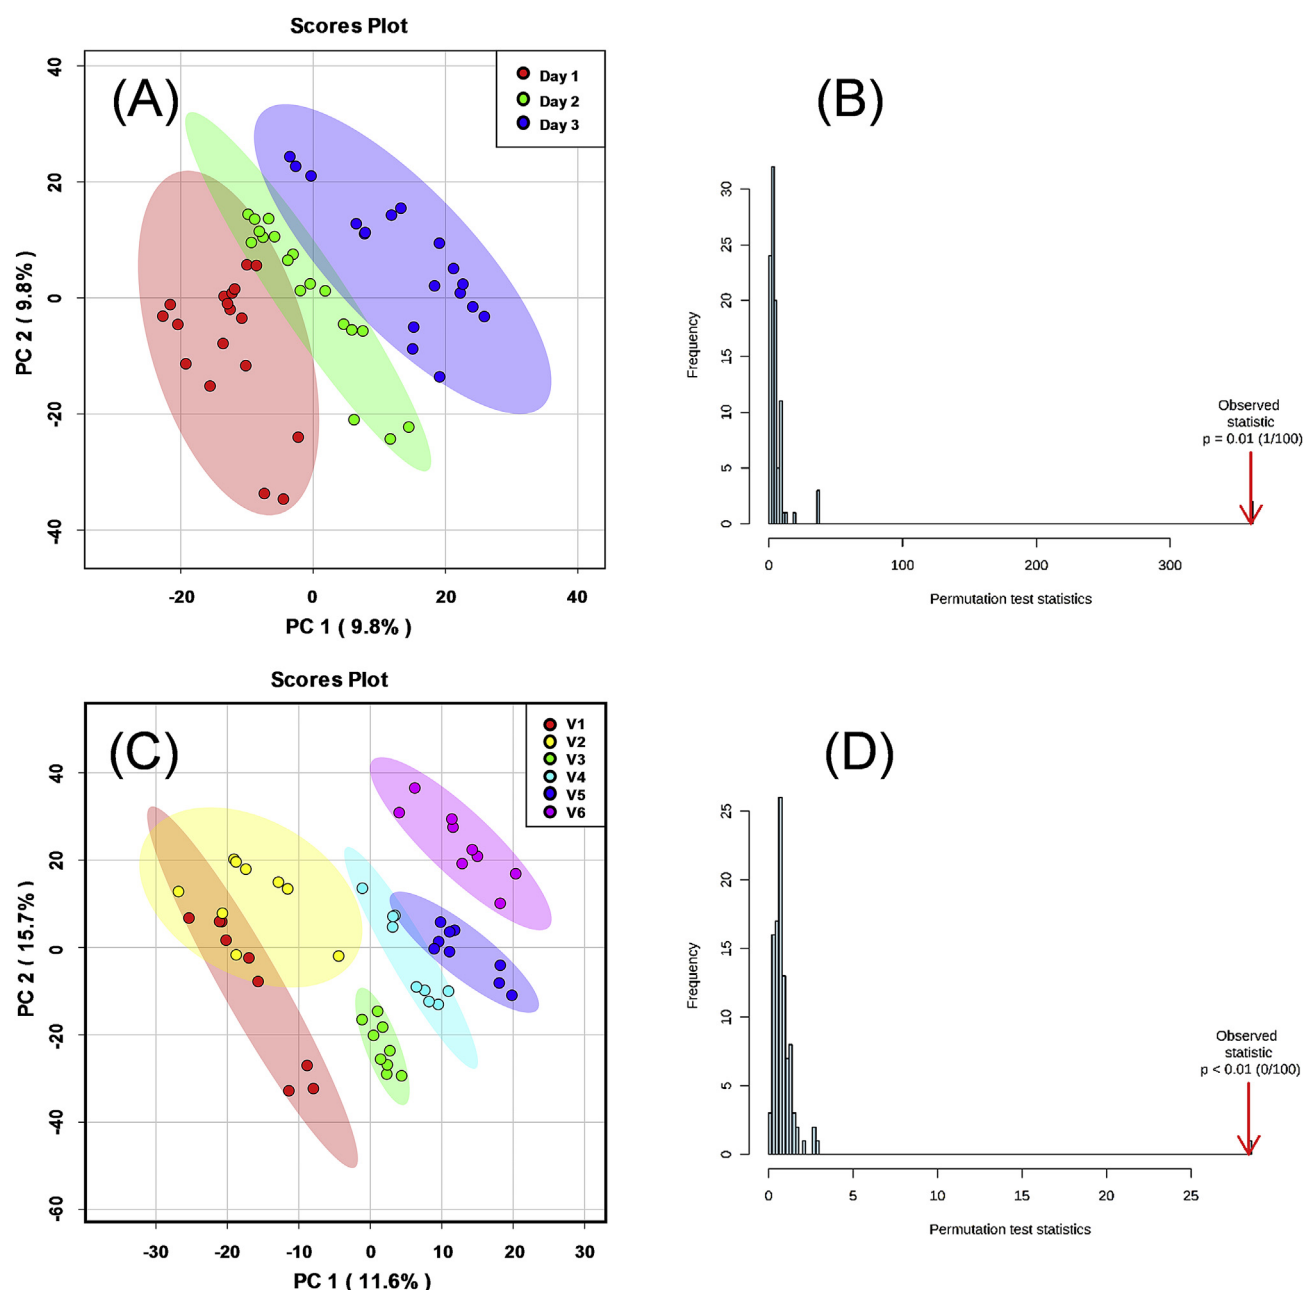 Scores Plot
(A)
Day 1
Day 2
Day 3
40
20
0
-20
-40
PC 2 ( 9.8% )
-20 0 20 40
PC 1 ( 9.8% )
(B)
30
25
20
15
10
5
0
Frequency
Observed
statistic
p = 0.01 (1/100)
0 100 200 300
Permutation test statistics
Scores Plot
(C)
V1
V2
V3
V4
V5
V6
40
20
0
-20
-40
-60
PC 2 ( 15.7% )
-30 -20 -10 0 10 20 30
PC 1 ( 11.6% )
(D)
25
20
15
10
5
0
Frequency
Observed
statistic
p < 0.01 (0/100)
0 5 10 15 20 25
Permutation test statistics